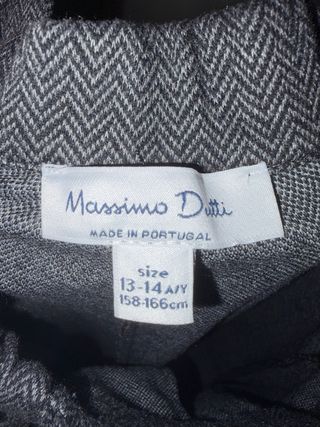 Massimo Dutti
MADE IN PORTUGAL
size
13-14 A/Y
158-166cm